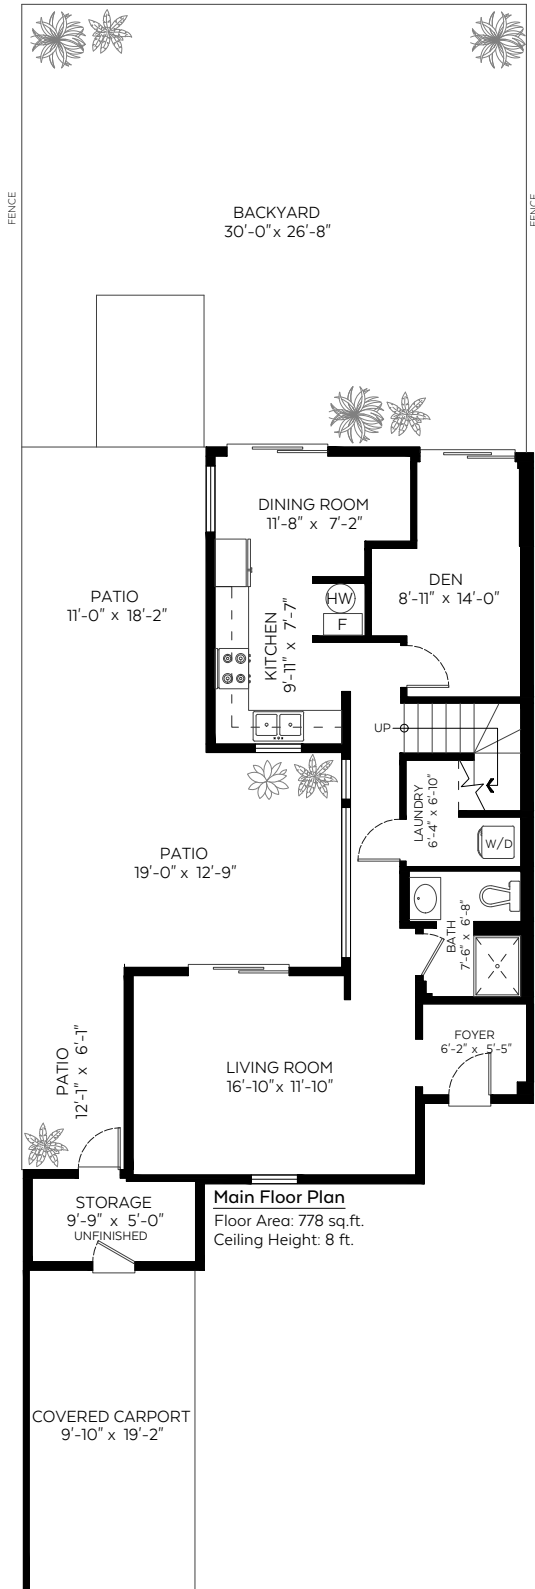 FENCE
FENCE
BACKYARD
30'-0" x 26'-8"
DINING ROOM
11'-8" x 7'-2"
PATIO
11'-0" x 18'-2"
KITCHEN
9'-11" x 7'-7"
HW
F
DEN
8'-11" x 14'-0"
UP
LAUNDRY
6'-4" x 6'-10"
W/D
PATIO
19'-0" x 12'-9"
BATH
7'-6" x 6'-8"
FOYER
6'-2" x 5'-5"
PATIO
12'-1" x 6'-1"
LIVING ROOM
16'-10" x 11'-10"
STORAGE
9'-9" x 5'-0"
UNFINISHED
Main Floor Plan
Floor Area: 778 sq.ft.
Ceiling Height: 8 ft.
COVERED CARPORT
9'-10" x 19'-2"